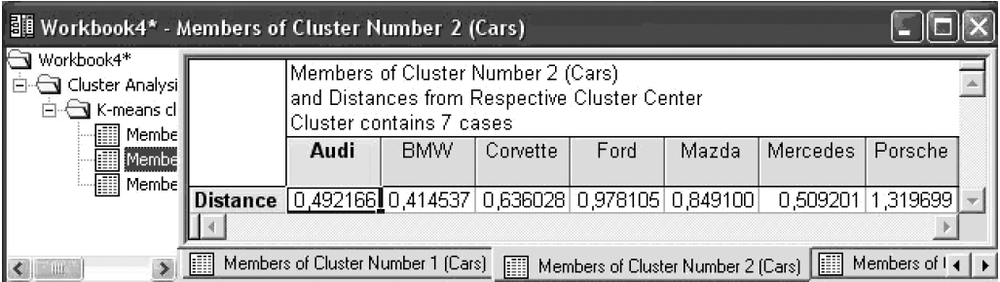 Workbook4* - Members of Cluster Number 2 (Cars)
Workbook4*
Cluster Analysi
K-means cl
Membe
Membe
Membe
Members of Cluster Number 2 (Cars)
and Distances from Respective Cluster Center
Cluster contains 7 cases
Audi BMW Corvette Ford Mazda Mercedes Porsche
Distance 0,492166 0,414537 0,636028 0,978105 0,849100 0,509201 1,319699
Members of Cluster Number 1 (Cars) Members of Cluster Number 2 (Cars) Members of